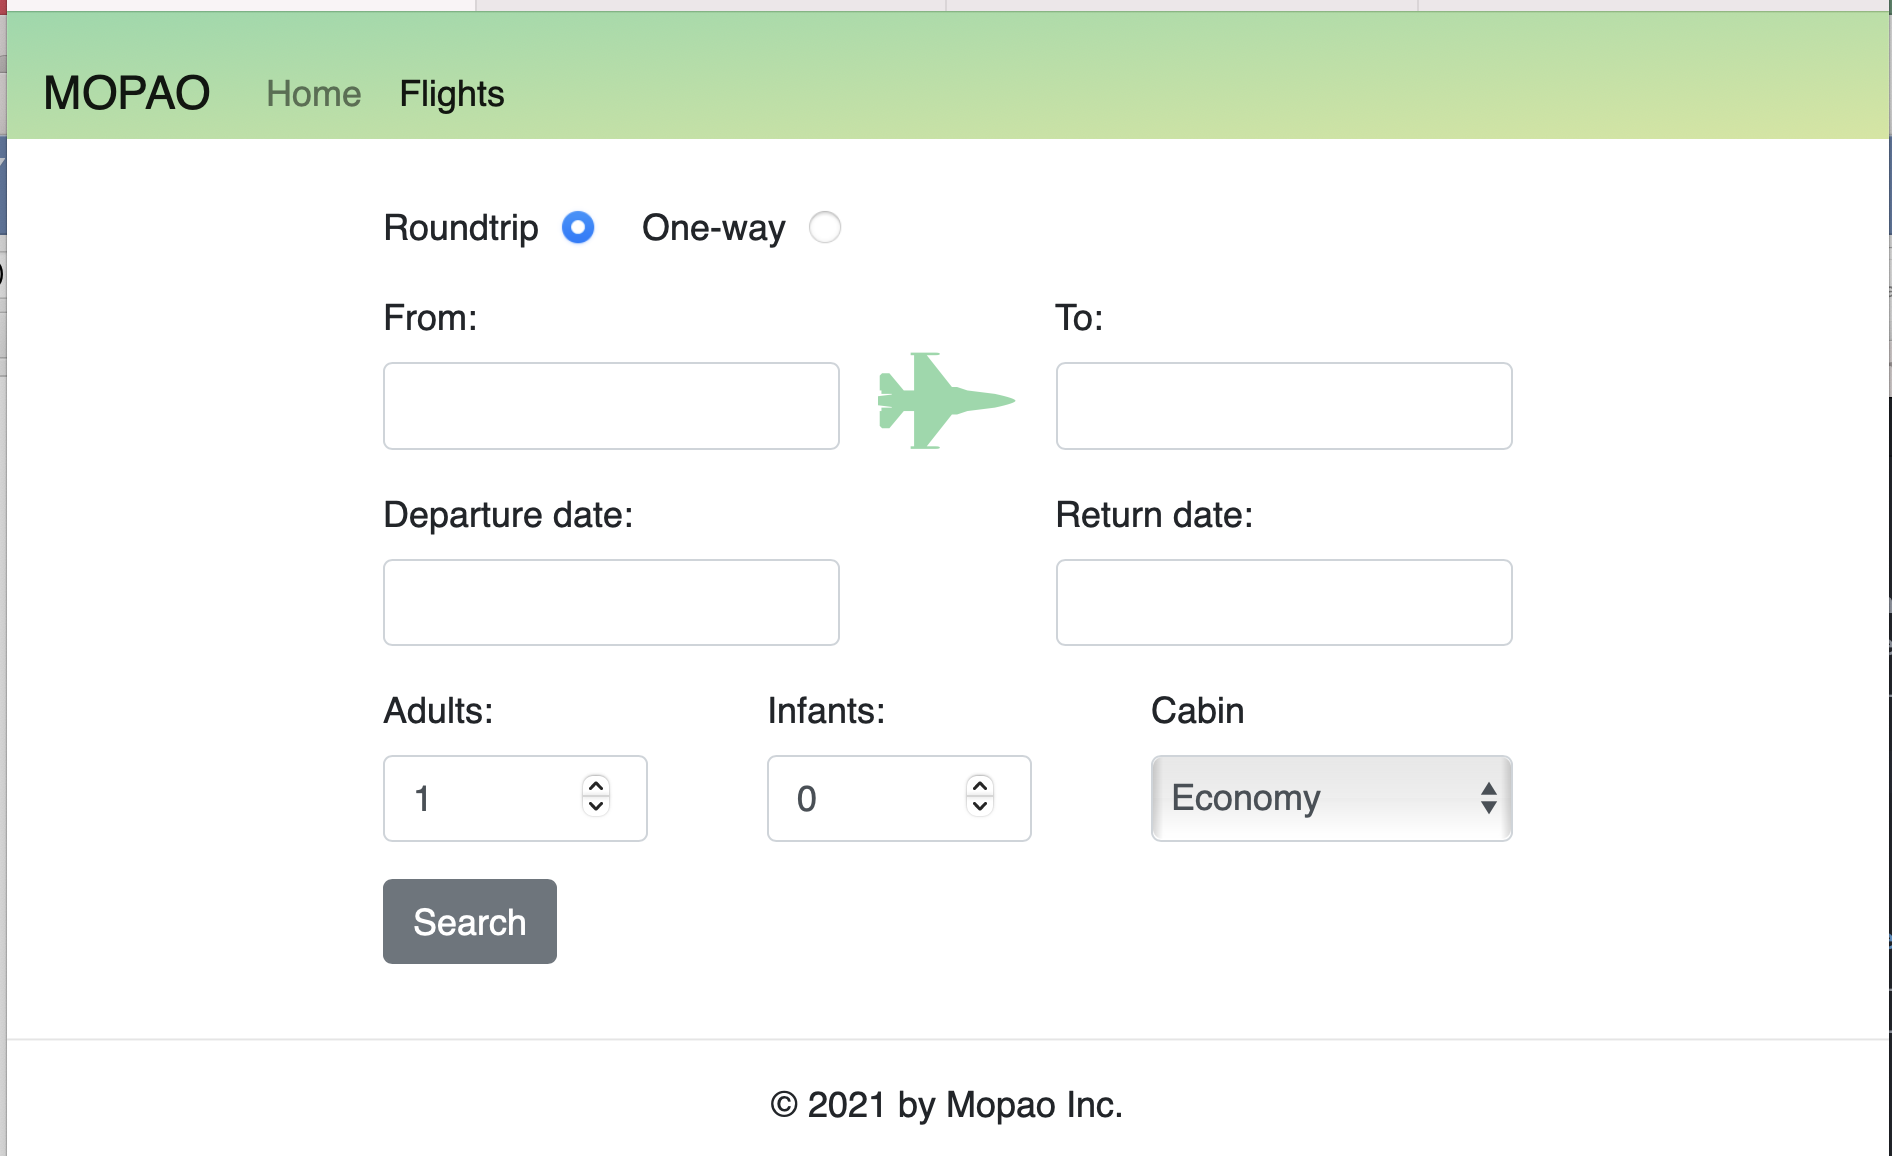 MOPAO Home Flights
Roundtrip One-way
From: To:
Departure date: Return date:
Adults: Infants: Cabin
1 0 Economy
Search
© 2021 by Mopao Inc.